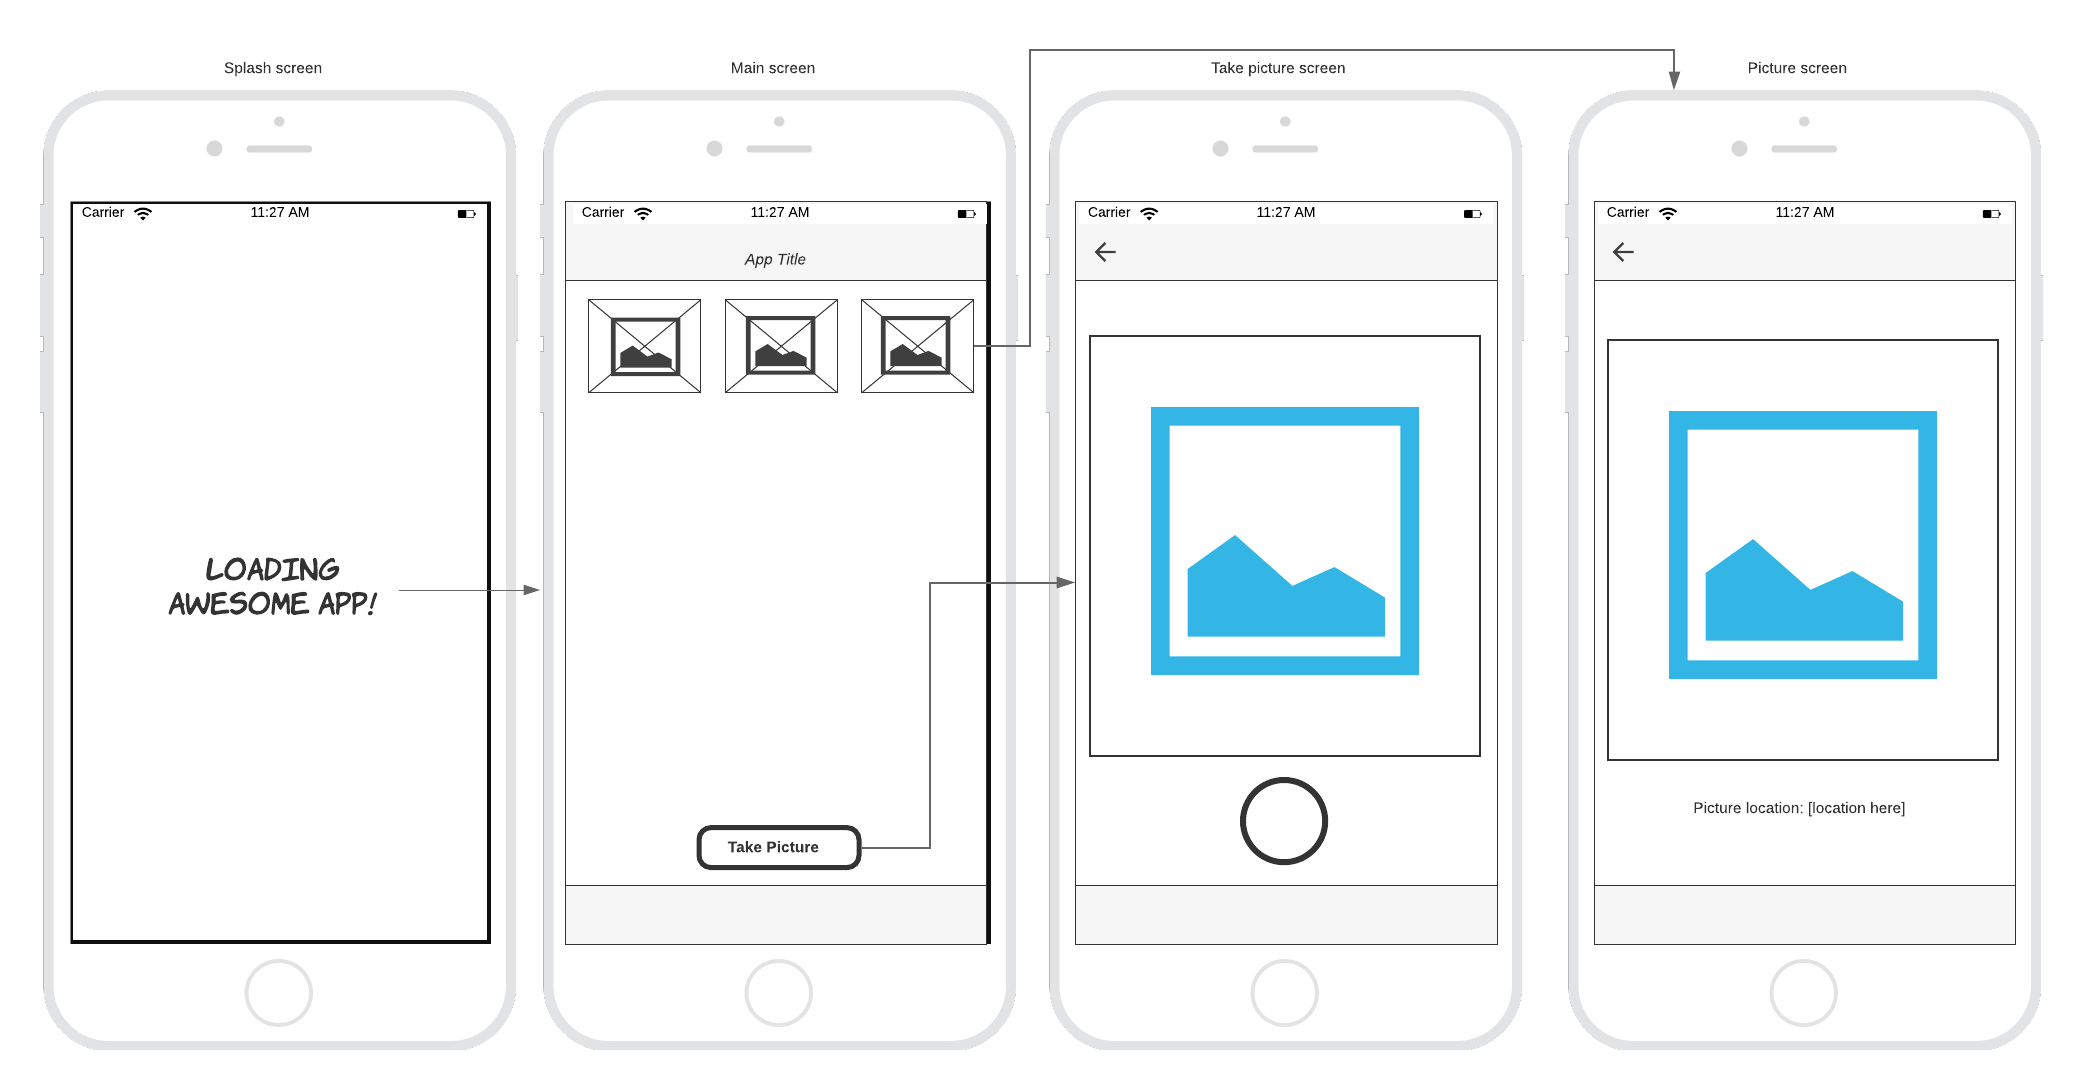 Splash screen
Main screen
Take picture screen
Picture screen
Carrier 11:27 AM
LOADING
AWESOME APP!
Carrier 11:27 AM
App Title
Take Picture
Carrier 11:27 AM
Carrier 11:27 AM
Picture location: [location here]